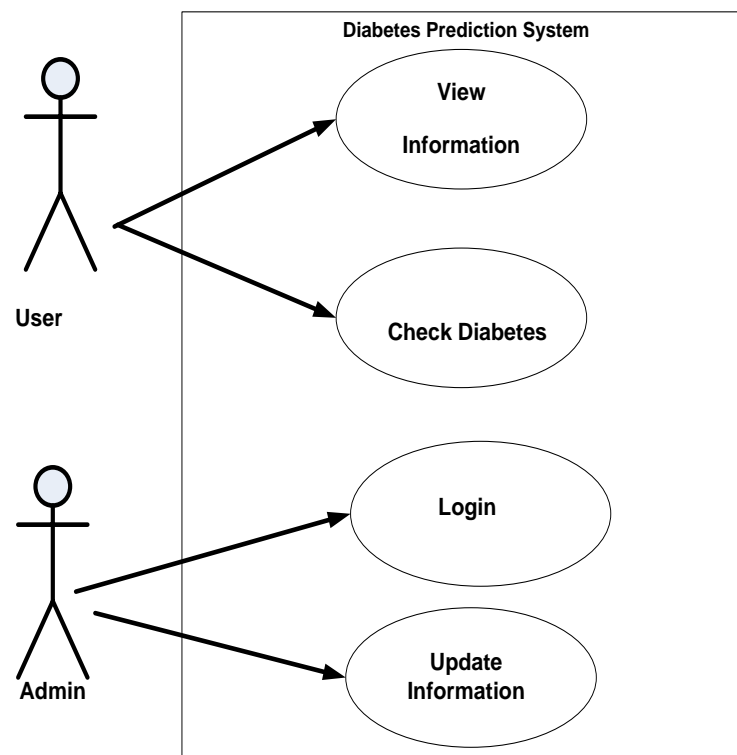 Diabetes Prediction System
View
Information
Check Diabetes
User
Login
Update
Information
Admin